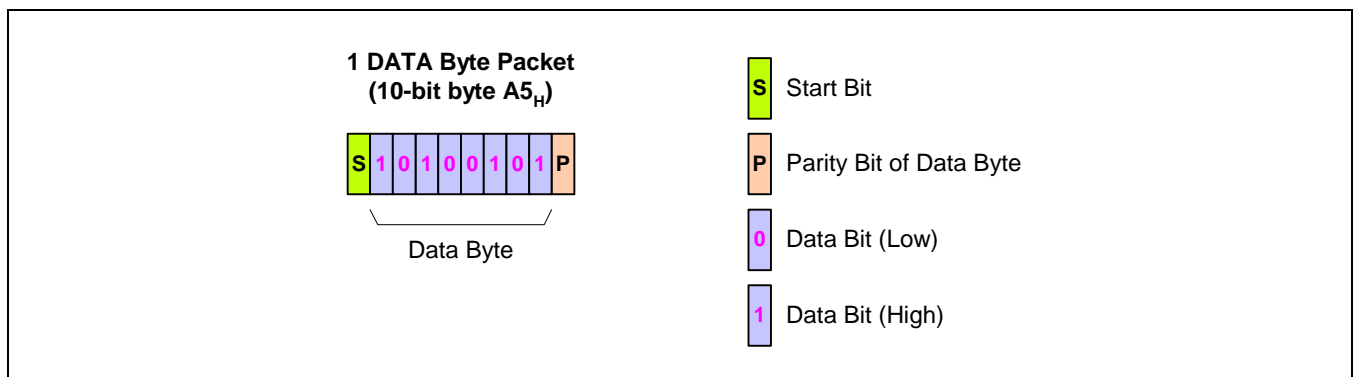 1 DATA Byte Packet
(10-bit byte A5H)
S 1 0 1 0 0 1 0 1 P
Data Byte
S Start Bit
P Parity Bit of Data Byte
0 Data Bit (Low)
1 Data Bit (High)